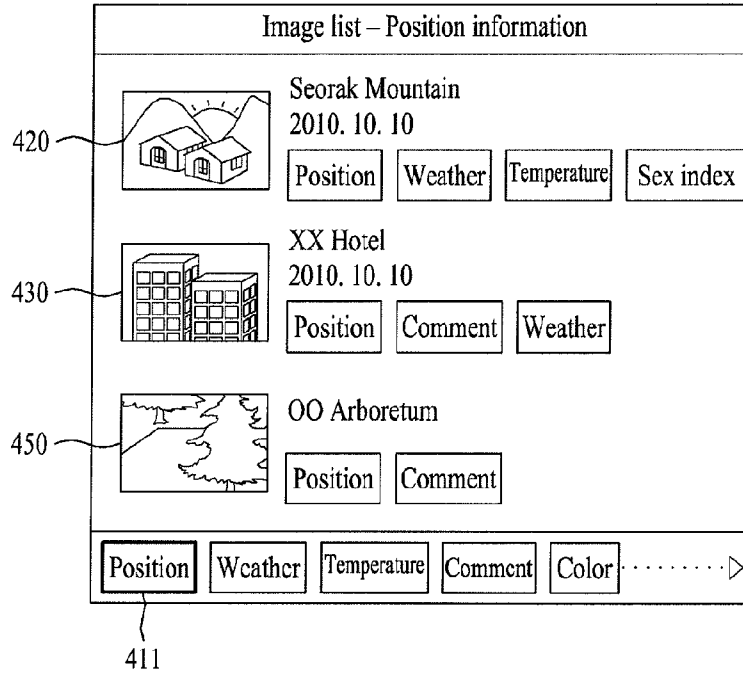 Image list – Position information
Seorak Mountain
2010. 10. 10
420
Position Weather Temperature Sex index
XX Hotel
2010. 10. 10
430
Position Comment Weather
OO Arboretum
450
Position Comment
Position Weather Temperature Comment Color
411